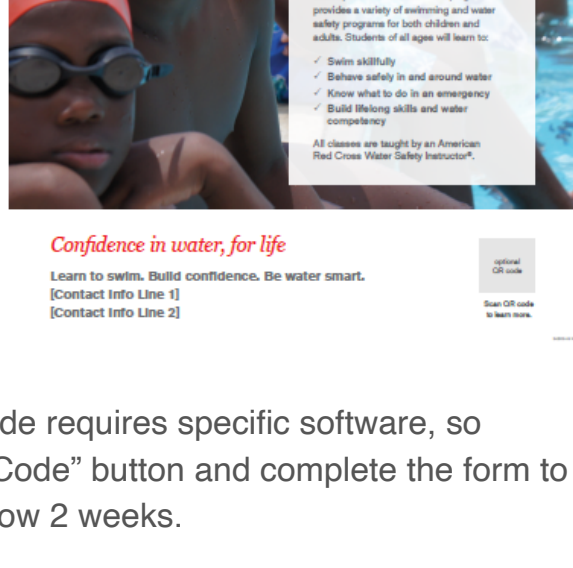 provides a variety of swimming and water
safety programs for both children and
adults. Students of all ages will learn to:
✓ Swim skillfully
✓ Behave safely in and around water
✓ Know what to do in an emergency
✓ Build lifelong skills and water
competency
All classes are taught by an American
Red Cross Water Safety Instructor®.
Confidence in water, for life
Learn to swim. Build confidence. Be water smart.
[Contact Info Line 1]
[Contact Info Line 2]
optional
QR code
Scan QR code
to learn more.
de requires specific software, so
Code” button and complete the form to
ow 2 weeks.